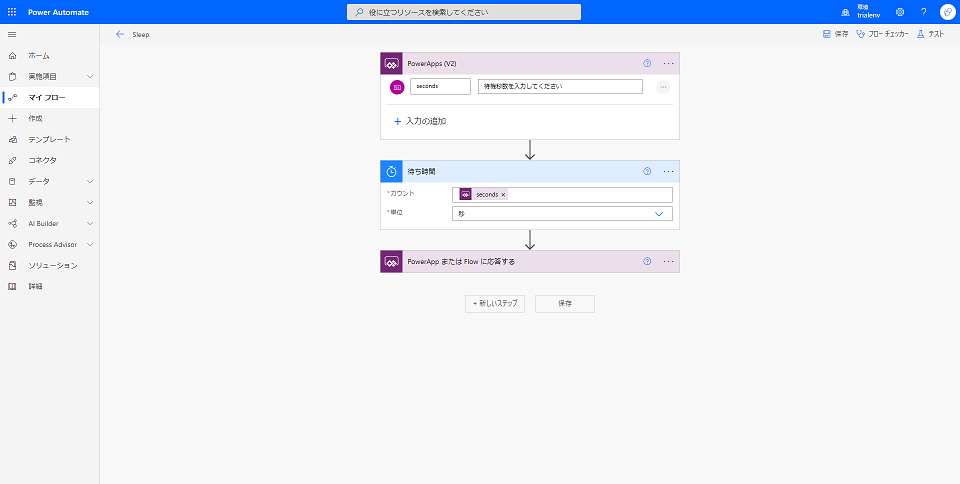 Power Automate
役に立つリソースを検索してください
環境
trialenv
Sleep
保存
フロー チェッカー
テスト
ホーム
実施項目
マイ フロー
作成
テンプレート
コネクタ
データ
監視
AI Builder
Process Advisor
ソリューション
詳細
PowerApps (V2)
seconds
待機秒数を入力してください
入力の追加
待ち時間
*カウント
seconds
*単位
秒
PowerApp または Flow に応答する
+ 新しいステップ
保存